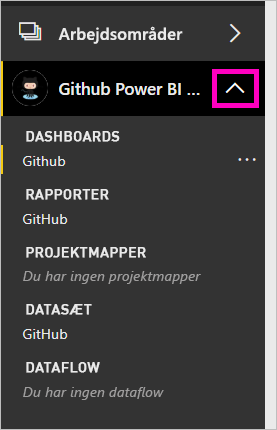 Arbejdsområder
Github Power BI ...
DASHBOARDS
Github
RAPPORTER
GitHub
PROJEKTMAPPER
Du har ingen projektmapper
DATASÆT
GitHub
DATAFLOW
Du har ingen dataflow